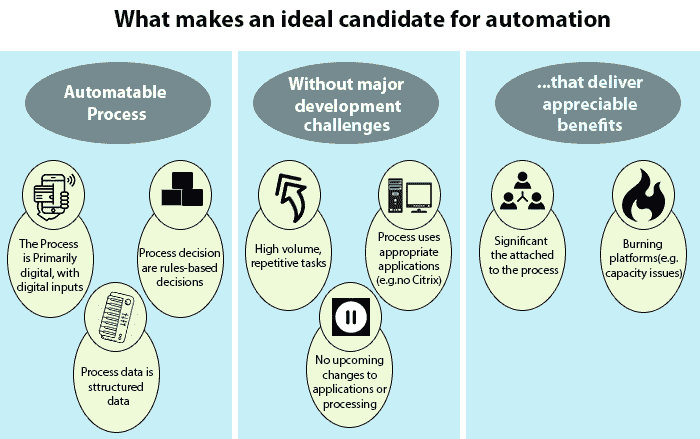 What makes an ideal candidate for automation
Automatable
Process
The Process
is Primarily
digital, with
digital inputs
Process decision
are rules-based
decisions
Process data is
sttructured
data
Without major
development
challenges
High volume,
repetitive tasks
Process uses
appropriate
applications
(e.g.no Citrix)
No upcoming
changes to
applications or
processing
...that deliver
appreciable
benefits
Significant
the attached
to the process
Burning
platforms(e.g.
capacity issues)